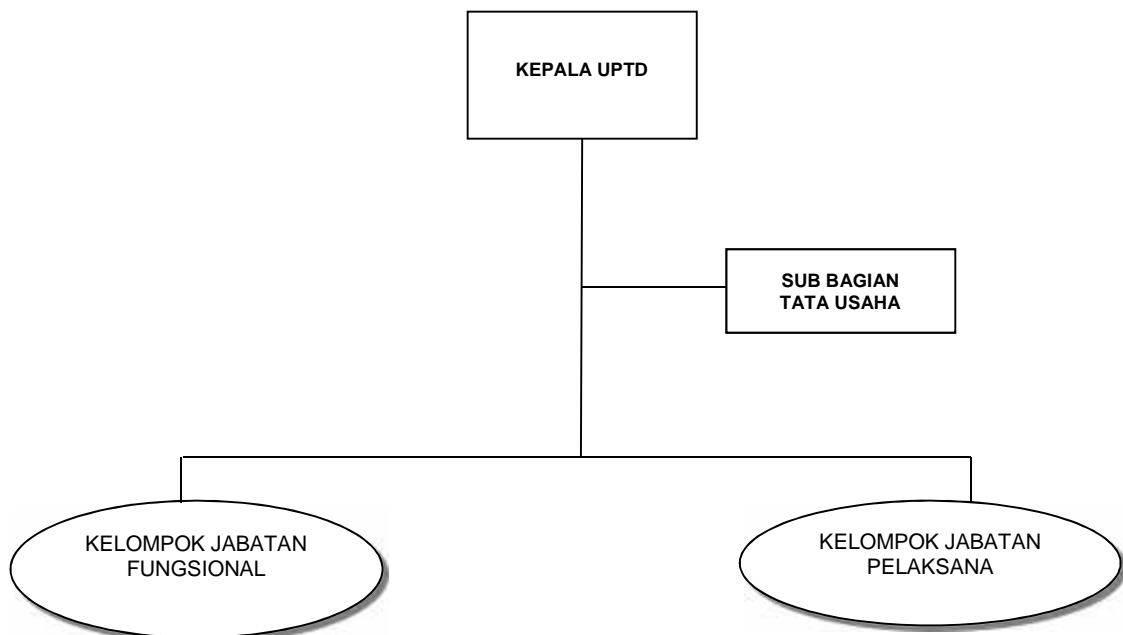 KEPALA UPTD
SUB BAGIAN
TATA USAHA
KELOMPOK JABATAN
FUNGSIONAL
KELOMPOK JABATAN
PELAKSANA